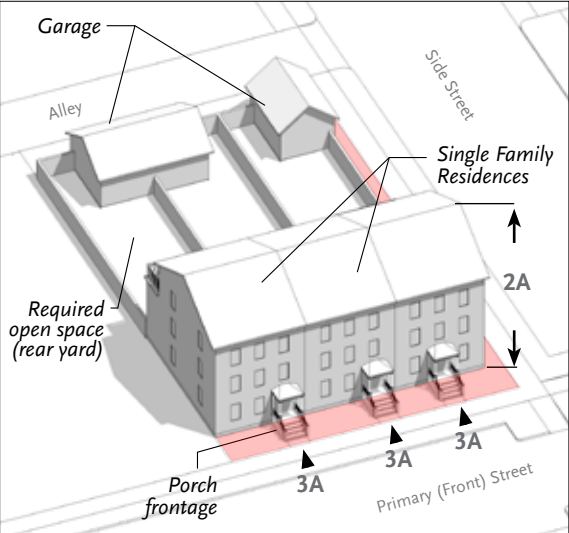 Garage
Alley
Side Street
Single Family
Residences
2A
Required
open space
(rear yard)
3A
3A
3A
Porch
frontage
Primary (Front) Street